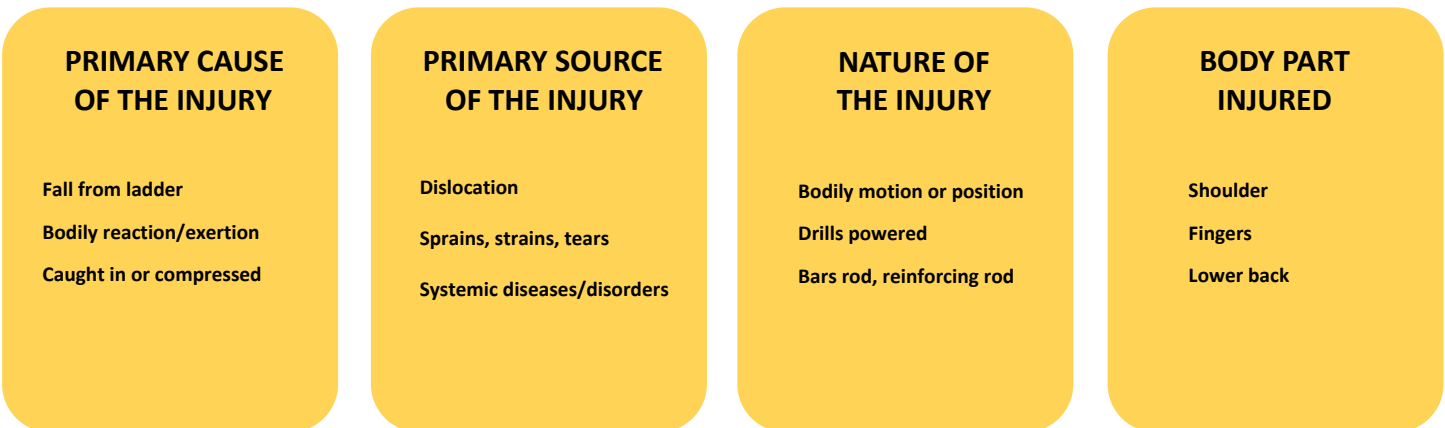 PRIMARY CAUSE
OF THE INJURY
Fall from ladder
Bodily reaction/exertion
Caught in or compressed
PRIMARY SOURCE
OF THE INJURY
Dislocation
Sprains, strains, tears
Systemic diseases/disorders
NATURE OF
THE INJURY
Bodily motion or position
Drills powered
Bars rod, reinforcing rod
BODY PART
INJURED
Shoulder
Fingers
Lower back